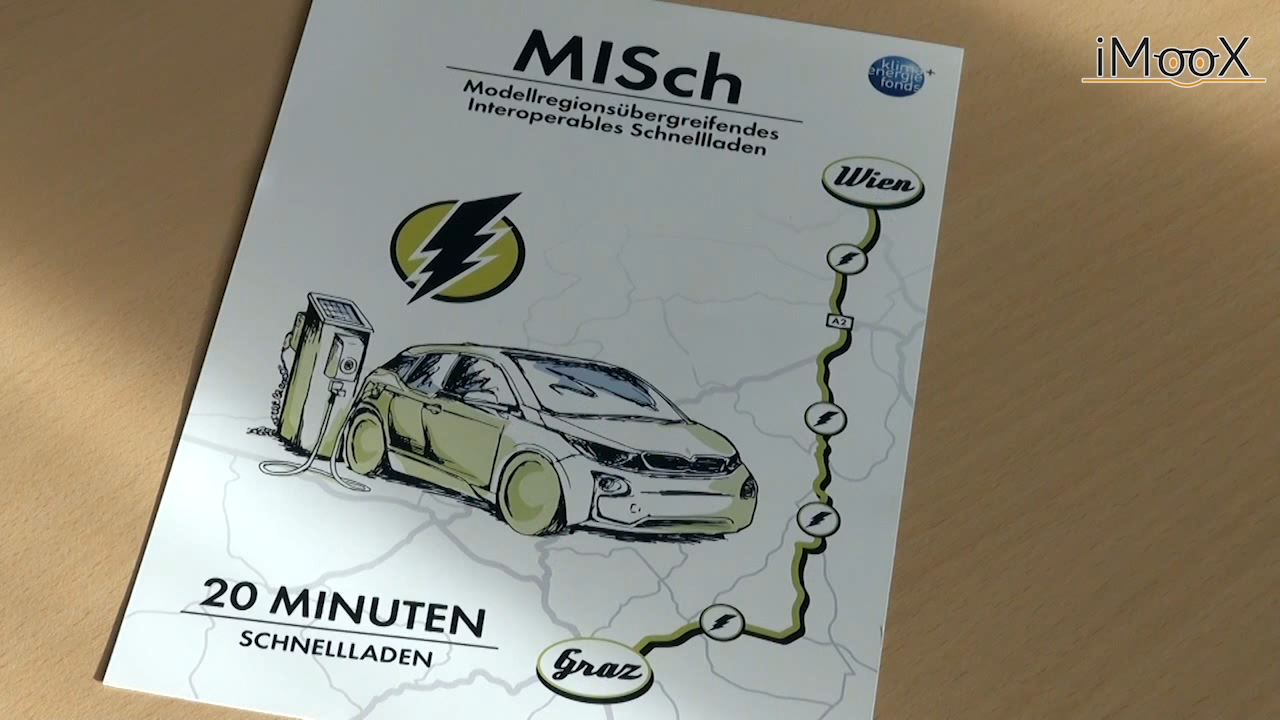 MISch
Modellregionsübergreifendes
Interoperables Schnellladen
klima
energie
fonds
iMooX
Wien
A2
20 MINUTEN
SCHNELLLADEN
Graz